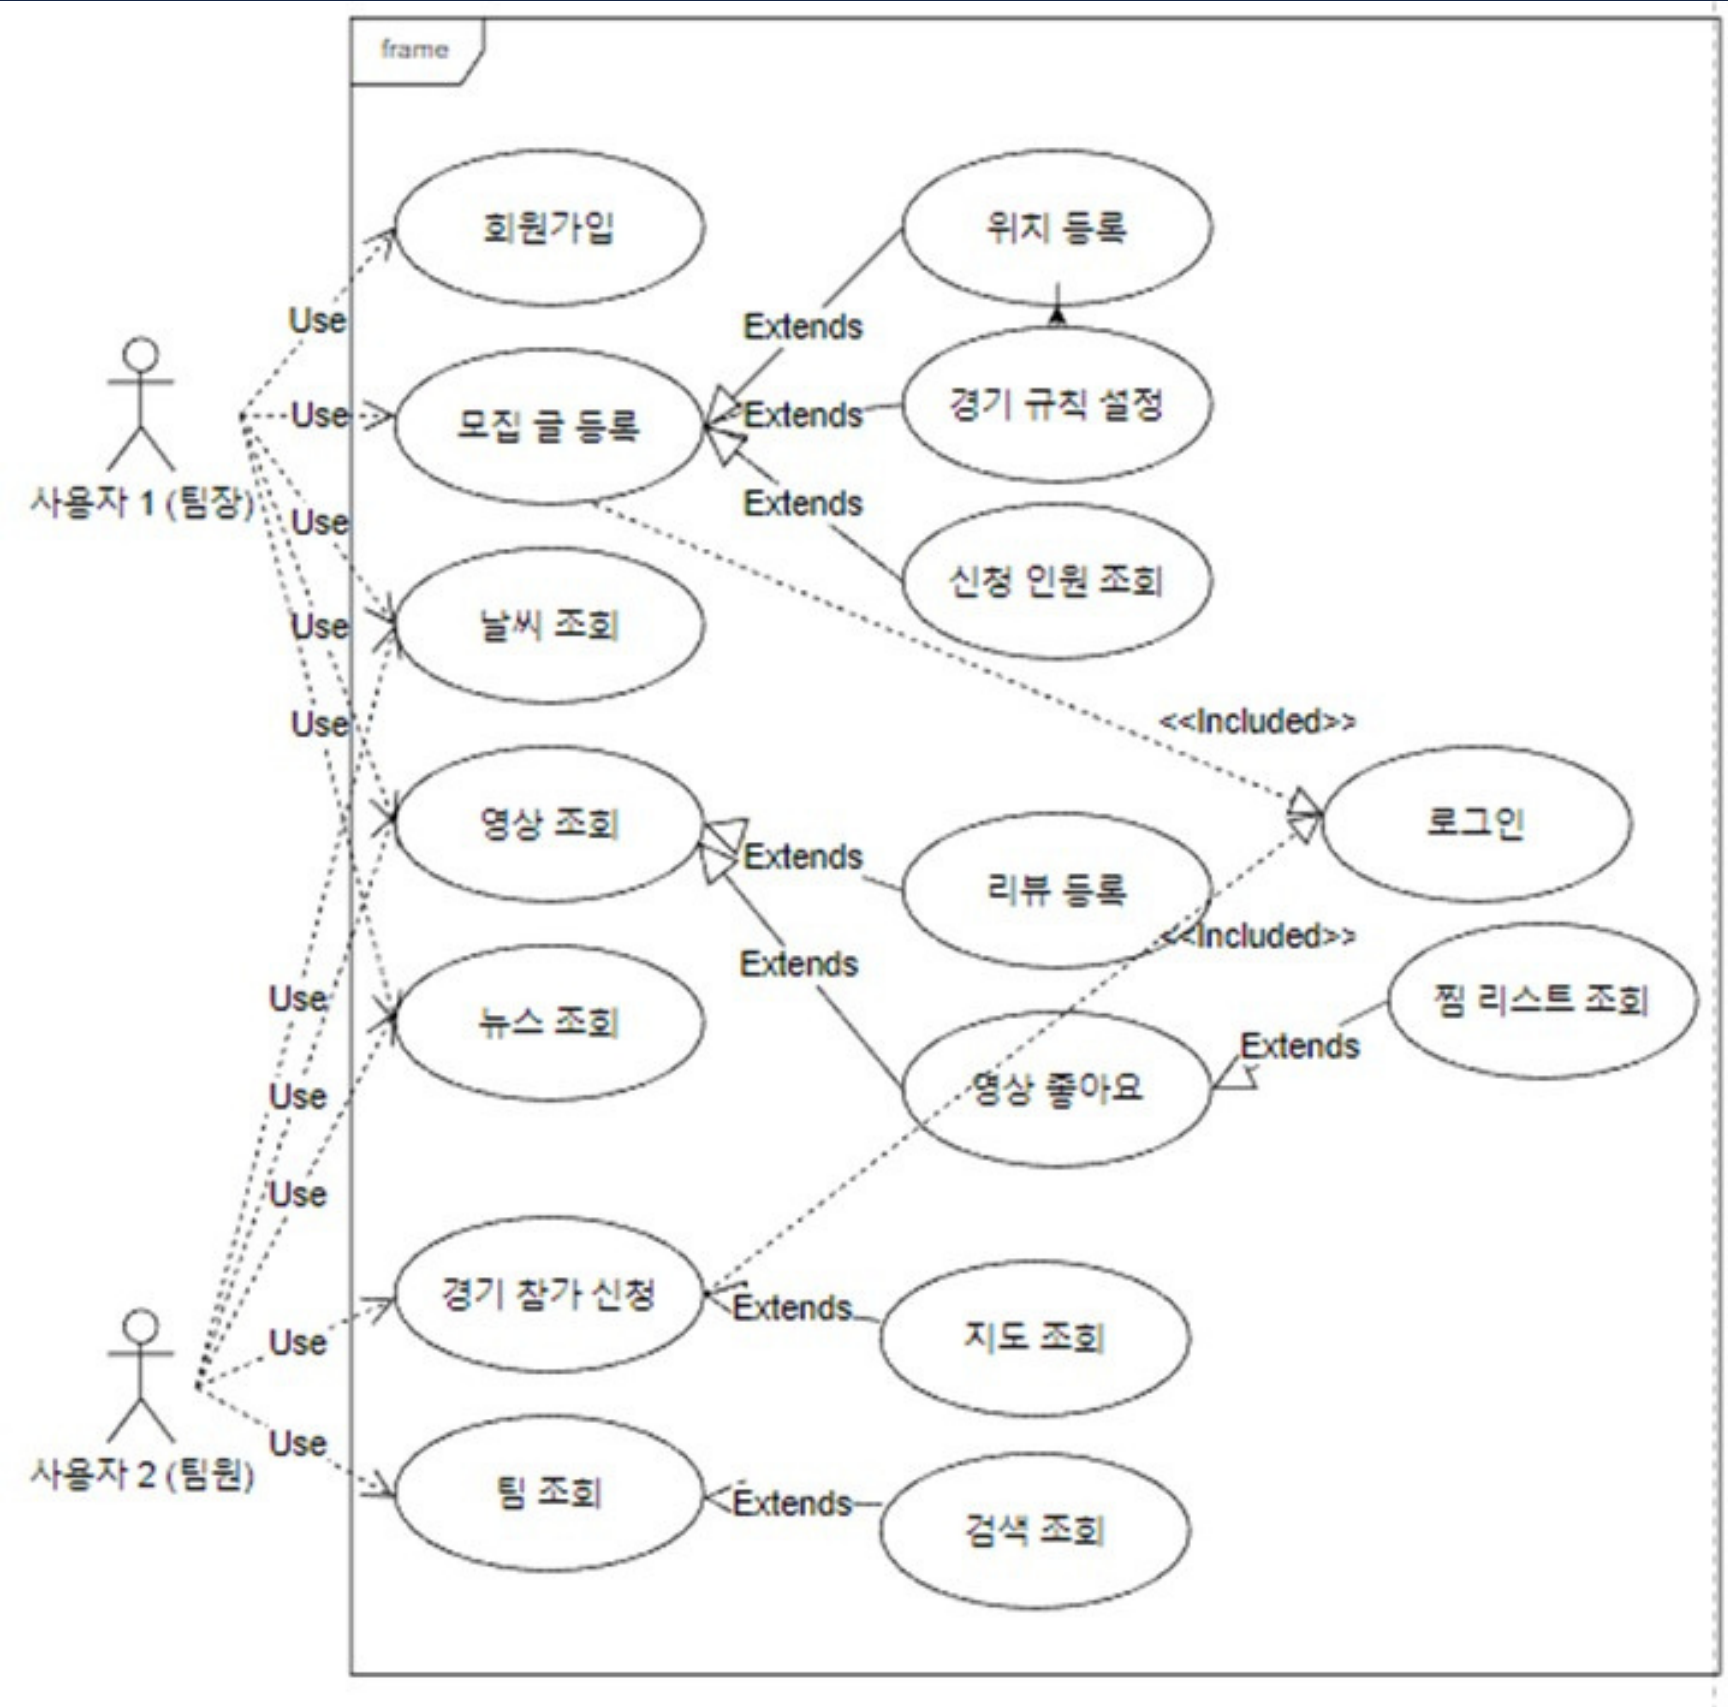 frame
회원가입
위치 등록
Use
Extends
Use
모집 글 등록
Extends
경기 규칙 설정
사용자 1 (팀장)
Use
Extends
신청 인원 조회
Use
날씨 조회
Use
<<Included>>
영상 조회
로그인
Extends
리뷰 등록
<<Included>>
Extends
Use
뉴스 조회
찜 리스트 조회
Extends
Use
영상 좋아요
Use
경기 참가 신청
Extends
Use
지도 조회
Use
사용자 2 (팀원)
팀 조회
Extends
검색 조회